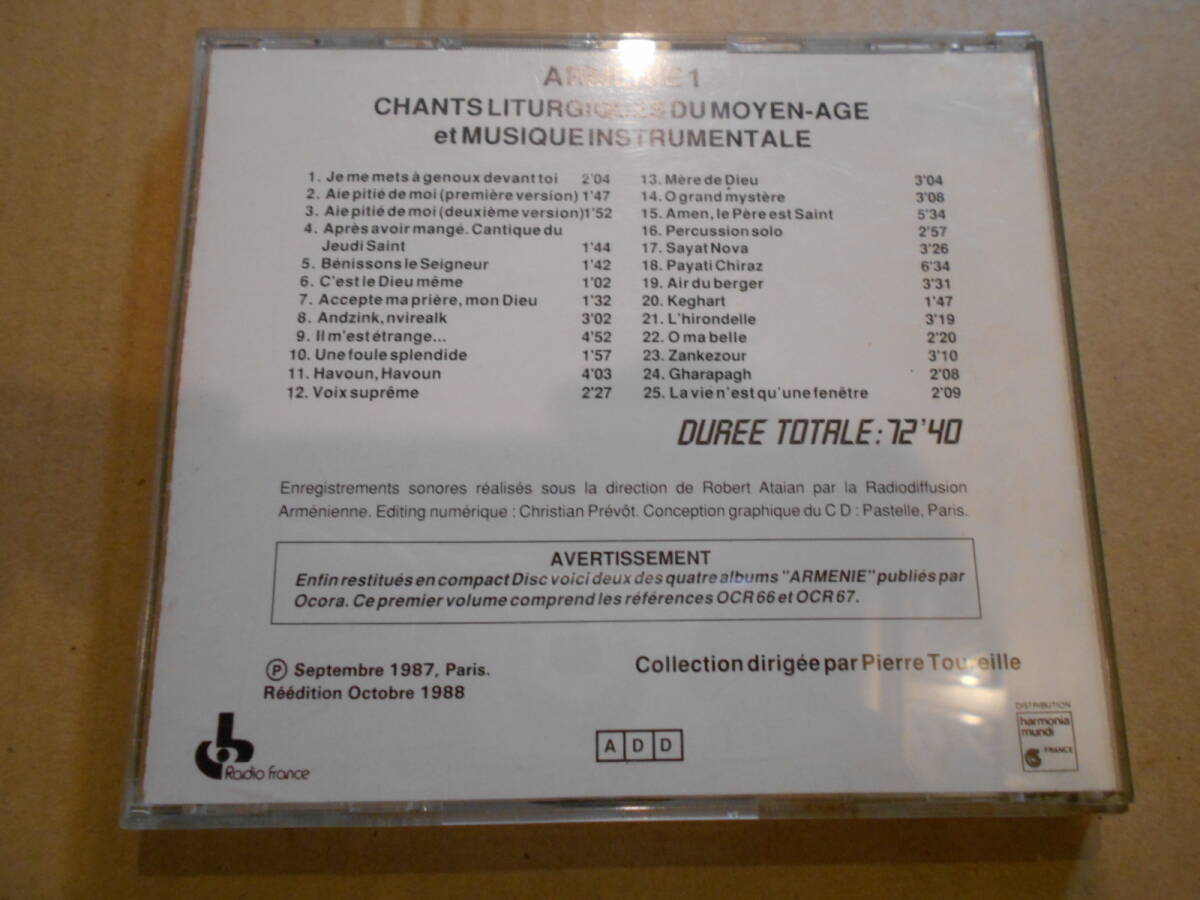 ARMENIE 1
CHANTS LITURGIQUES DU MOYEN-AGE
et MUSIQUE INSTRUMENTALE
1. Je me mets à genoux devant toi 2'04
2. Aie pitié de moi (première version) 1'47
3. Aie pitié de moi (deuxième version) 1'52
4. Après avoir mangé. Cantique du
Jeudi Saint 1'44
5. Bénissons le Seigneur 1'42
6. C'est le Dieu même 1'02
7. Accepte ma prière, mon Dieu 1'32
8. Andzink, nvirealk 3'02
9. Il m'est étrange... 4'52
10. Une foule splendide 1'57
11. Havoun, Havoun 4'03
12. Voix suprême 2'27
13. Mère de Dieu 3'04
14. O grand mystère 3'08
15. Amen, le Père est Saint 5'34
16. Percussion solo 2'57
17. Sayat Nova 3'26
18. Payati Chiraz 6'34
19. Air du berger 3'31
20. Keghart 1'47
21. L'hirondelle 3'19
22. O ma belle 2'20
23. Zankezour 3'10
24. Gharapagh 2'08
25. La vie n'est qu'une fenêtre 2'09
DUREE TOTALE : 72'40
Enregistrements sonores réalisés sous la direction de Robert Ataian par la Radiodiffusion
Arménienne. Editing numérique : Christian Prévôt. Conception graphique du C D : Pastelle, Paris.
AVERTISSEMENT
Enfin restitués en compact Disc voici deux des quatre albums "ARMENIE" publiés par
Ocora. Ce premier volume comprend les références OCR 66 et OCR 67.
Ⓟ Septembre 1987, Paris.
Réédition Octobre 1988
Collection dirigée par Pierre Toureille
Radio france
A D D
DISTRIBUTION
harmonia
mundi
FRANCE